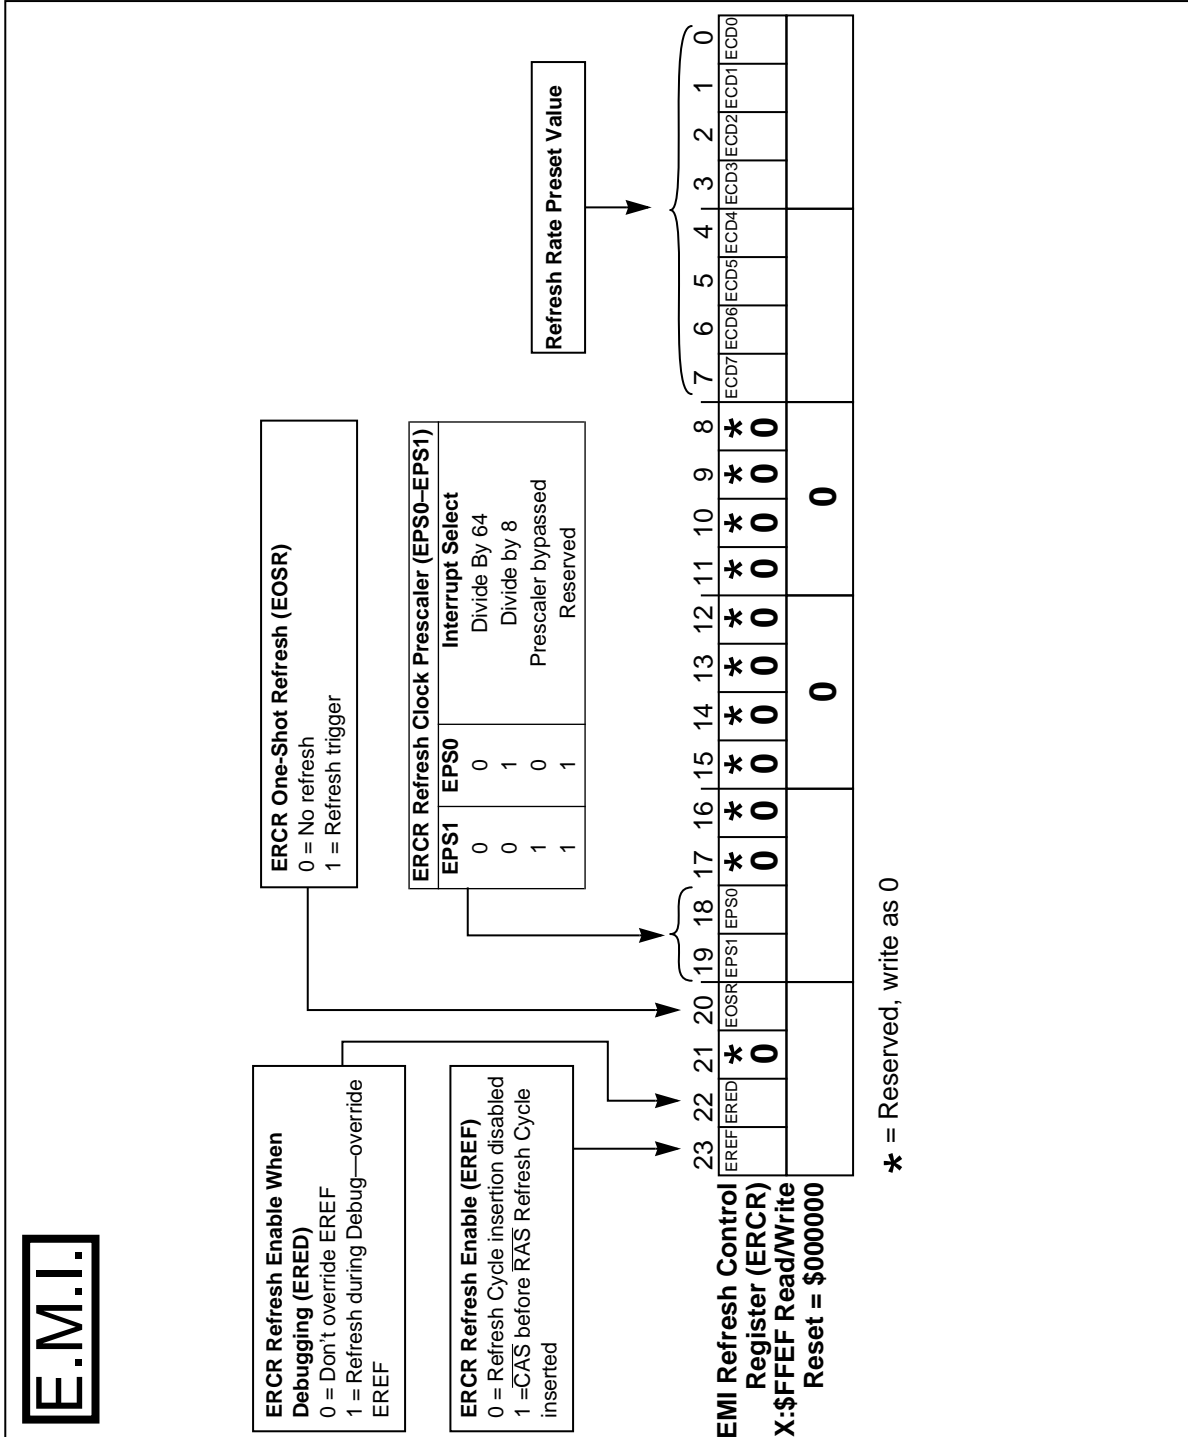 E.M.I.
ERCR Refresh Enable When
Debugging (ERED)
0 = Don't override EREF
1 = Refresh during Debug—override
EREF
ERCR Refresh Enable (EREF)
0 = Refresh Cycle insertion disabled
1 =CAS before RAS Refresh Cycle
inserted
ERCR One-Shot Refresh (EOSR)
0 = No refresh
1 = Refresh trigger
ERCR Refresh Clock Prescaler (EPS0–EPS1)
EPS1 EPS0 Interrupt Select
0 0 Divide By 64
0 1 Divide by 8
1 0 Prescaler bypassed
1 1 Reserved
Refresh Rate Preset Value
23 22 21 20 19 18 17 16 15 14 13 12 11 10 9 8 7 6 5 4 3 2 1 0
EREF ERED * EOSR EPS1 EPS0 * * * * * * * * * * ECD7 ECD6 ECD5 ECD4 ECD3 ECD2 ECD1 ECD0
0 0 0 0 0 0 0 0 0 0 0
0 0
EMI Refresh Control
Register (ERCR)
X:$FFEF Read/Write
Reset = $000000
* = Reserved, write as 0